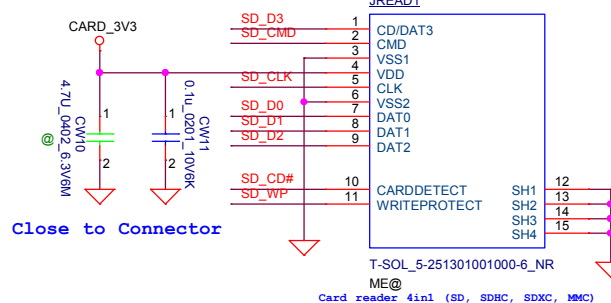 JREAD1
CARD_3V3
SD_D3 1 CD/DAT3
SD_CMD 2 CMD
3 VSS1
4 VDD
SD_CLK 5 CLK
6 VSS2
SD_D0 7 DAT0
SD_D1 8 DAT1
SD_D2 9 DAT2
SD_CD# 10 CARDDETECT
SD_WP 11 WRITEPROTECT
SH1 12
SH2 13
SH3 14
SH4 15
1
2
CW10
4.7U_0402_6.3V6M
@
1
2
CW11
0.1u_0201_10V6K
Close to Connector
T-SOL_5-251301001000-6_NR
ME@
Card reader 4in1 (SD, SDHC, SDXC, MMC)